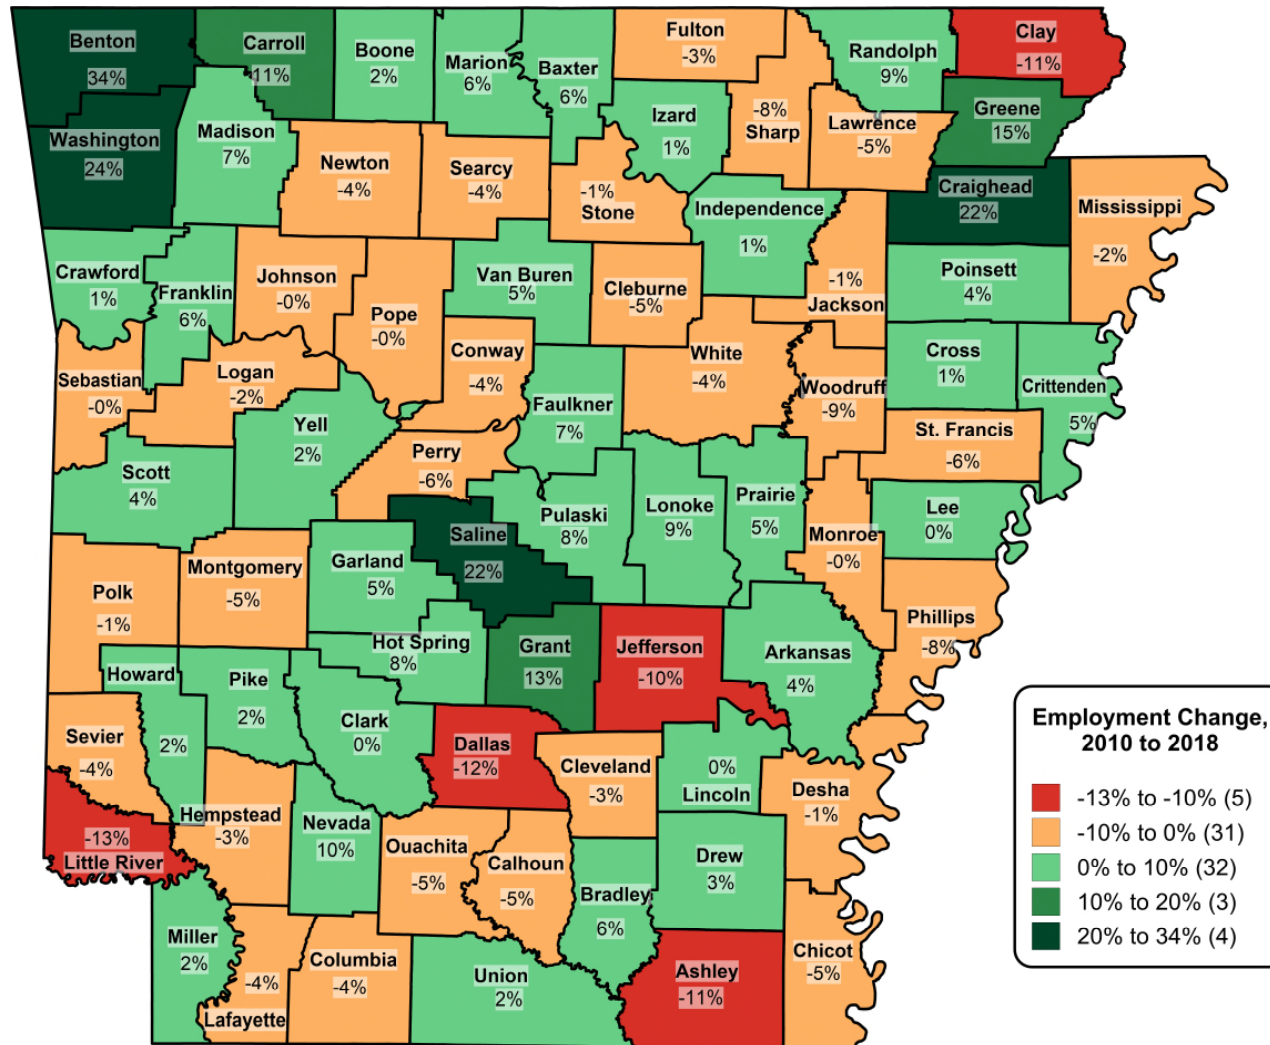 Benton
34%
Carroll
11%
Boone
2%
Marion
6%
Baxter
6%
Fulton
-3%
Randolph
9%
Clay
-11%
Washington
24%
Madison
7%
Newton
-4%
Searcy
-4%
-1%
Stone
Izard
1%
-8%
Sharp
Lawrence
-5%
Greene
15%
Craighead
22%
Mississippi
-2%
Independence
1%
Crawford
1%
Franklin
6%
Johnson
-0%
Pope
-0%
Van Buren
5%
Cleburne
-5%
-1%
Jackson
Poinsett
4%
Sebastian
-0%
Logan
-2%
Conway
-4%
White
-4%
Woodruff
-9%
Cross
1%
Crittenden
5%
Yell
2%
Faulkner
7%
St. Francis
-6%
Scott
4%
Perry
-6%
Saline
22%
Pulaski
8%
Lonoke
9%
Prairie
5%
Monroe
-0%
Lee
0%
Polk
-1%
Montgomery
-5%
Garland
5%
Hot Spring
8%
Grant
13%
Jefferson
-10%
Arkansas
4%
Phillips
-8%
Howard
2%
Pike
2%
Clark
0%
Dallas
-12%
Cleveland
-3%
0%
Lincoln
Desha
-1%
Sevier
-4%
-13%
Little River
Hempstead
-3%
Nevada
10%
Ouachita
-5%
Calhoun
-5%
Bradley
6%
Drew
3%
Miller
2%
-4%
Lafayette
Columbia
-4%
Union
2%
Ashley
-11%
Chicot
-5%
Employment Change,
2010 to 2018
-13% to -10% (5)
-10% to 0% (31)
0% to 10% (32)
10% to 20% (3)
20% to 34% (4)